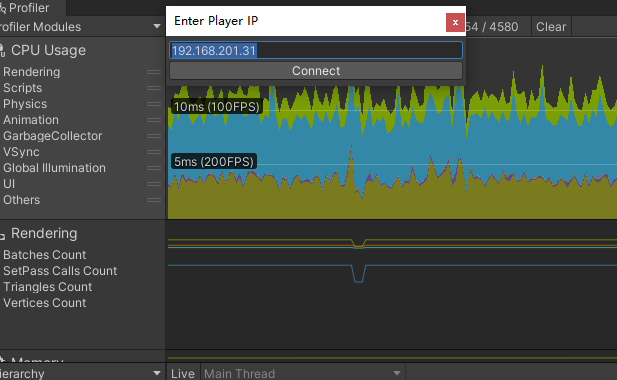 Profiler
Profiler Modules
Enter Player IP
x
54 / 4580
Clear
192.168.201.31
Connect
CPU Usage
Rendering
Scripts
Physics
Animation
GarbageCollector
VSync
Global Illumination
UI
Others
10ms (100FPS)
5ms (200FPS)
Rendering
Batches Count
SetPass Calls Count
Triangles Count
Vertices Count
Memory
ierarchy
Live
Main Thread